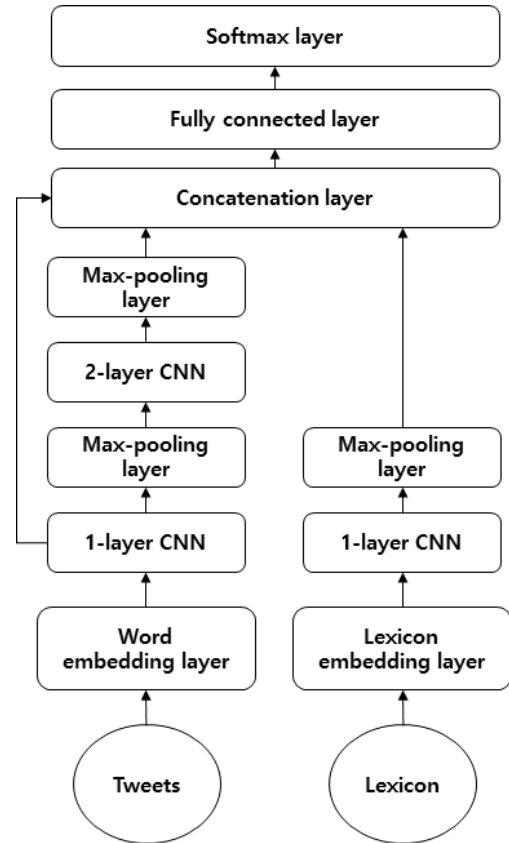 Softmax layer
Fully connected layer
Concatenation layer
Max-pooling
layer
2-layer CNN
Max-pooling
layer
Max-pooling
layer
1-layer CNN
1-layer CNN
Word
embedding layer
Lexicon
embedding layer
Tweets
Lexicon